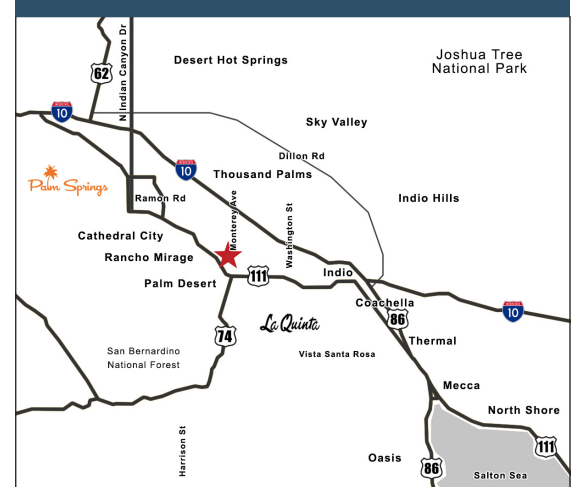 N Indian Canyon Dr
Desert Hot Springs
Joshua Tree
National Park
62
10
Sky Valley
Dillon Rd
10
Thousand Palms
Palm Springs
Ramon Rd
Monterey Ave
Indio Hills
Washington St
Cathedral City
Rancho Mirage
Palm Desert
111
Indio
Coachella
10
La Quinta
86
74
Thermal
San Bernardino
National Forest
Vista Santa Rosa
Mecca
North Shore
Harrison St
111
Oasis
86
Salton Sea